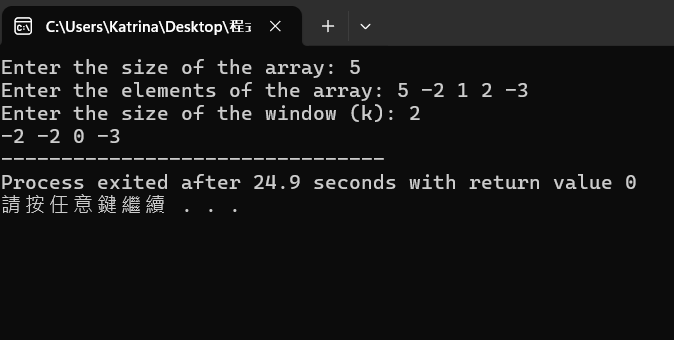 C:\Users\Katrina\Desktop\程式
Enter the size of the array: 5
Enter the elements of the array: 5 -2 1 2 -3
Enter the size of the window (k): 2
-2 -2 0 -3
--------------------------------
Process exited after 24.9 seconds with return value 0
請按任意鍵繼續 . . .